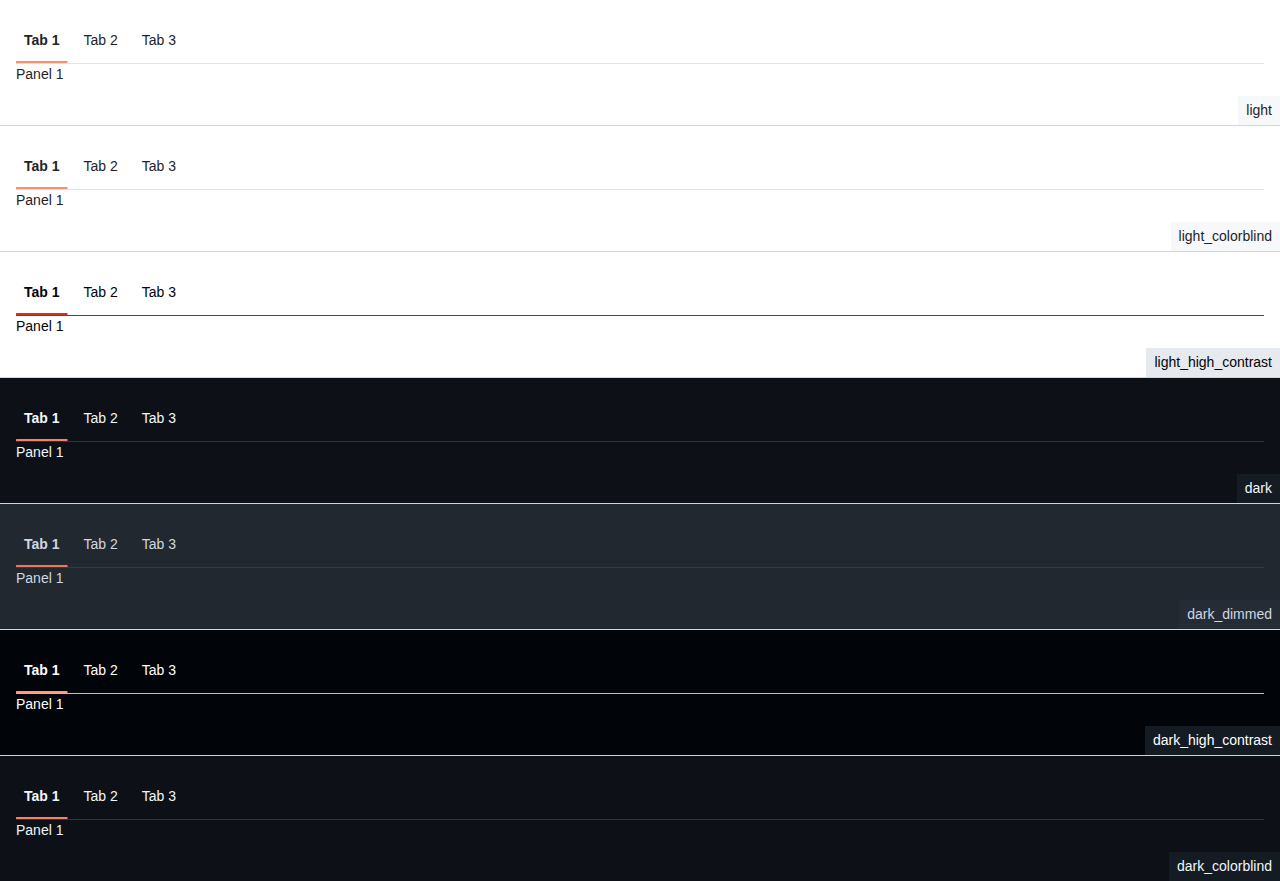 Tab 1 Tab 2 Tab 3
Panel 1
light
Tab 1 Tab 2 Tab 3
Panel 1
light_colorblind
Tab 1 Tab 2 Tab 3
Panel 1
light_high_contrast
Tab 1 Tab 2 Tab 3
Panel 1
dark
Tab 1 Tab 2 Tab 3
Panel 1
dark_dimmed
Tab 1 Tab 2 Tab 3
Panel 1
dark_high_contrast
Tab 1 Tab 2 Tab 3
Panel 1
dark_colorblind